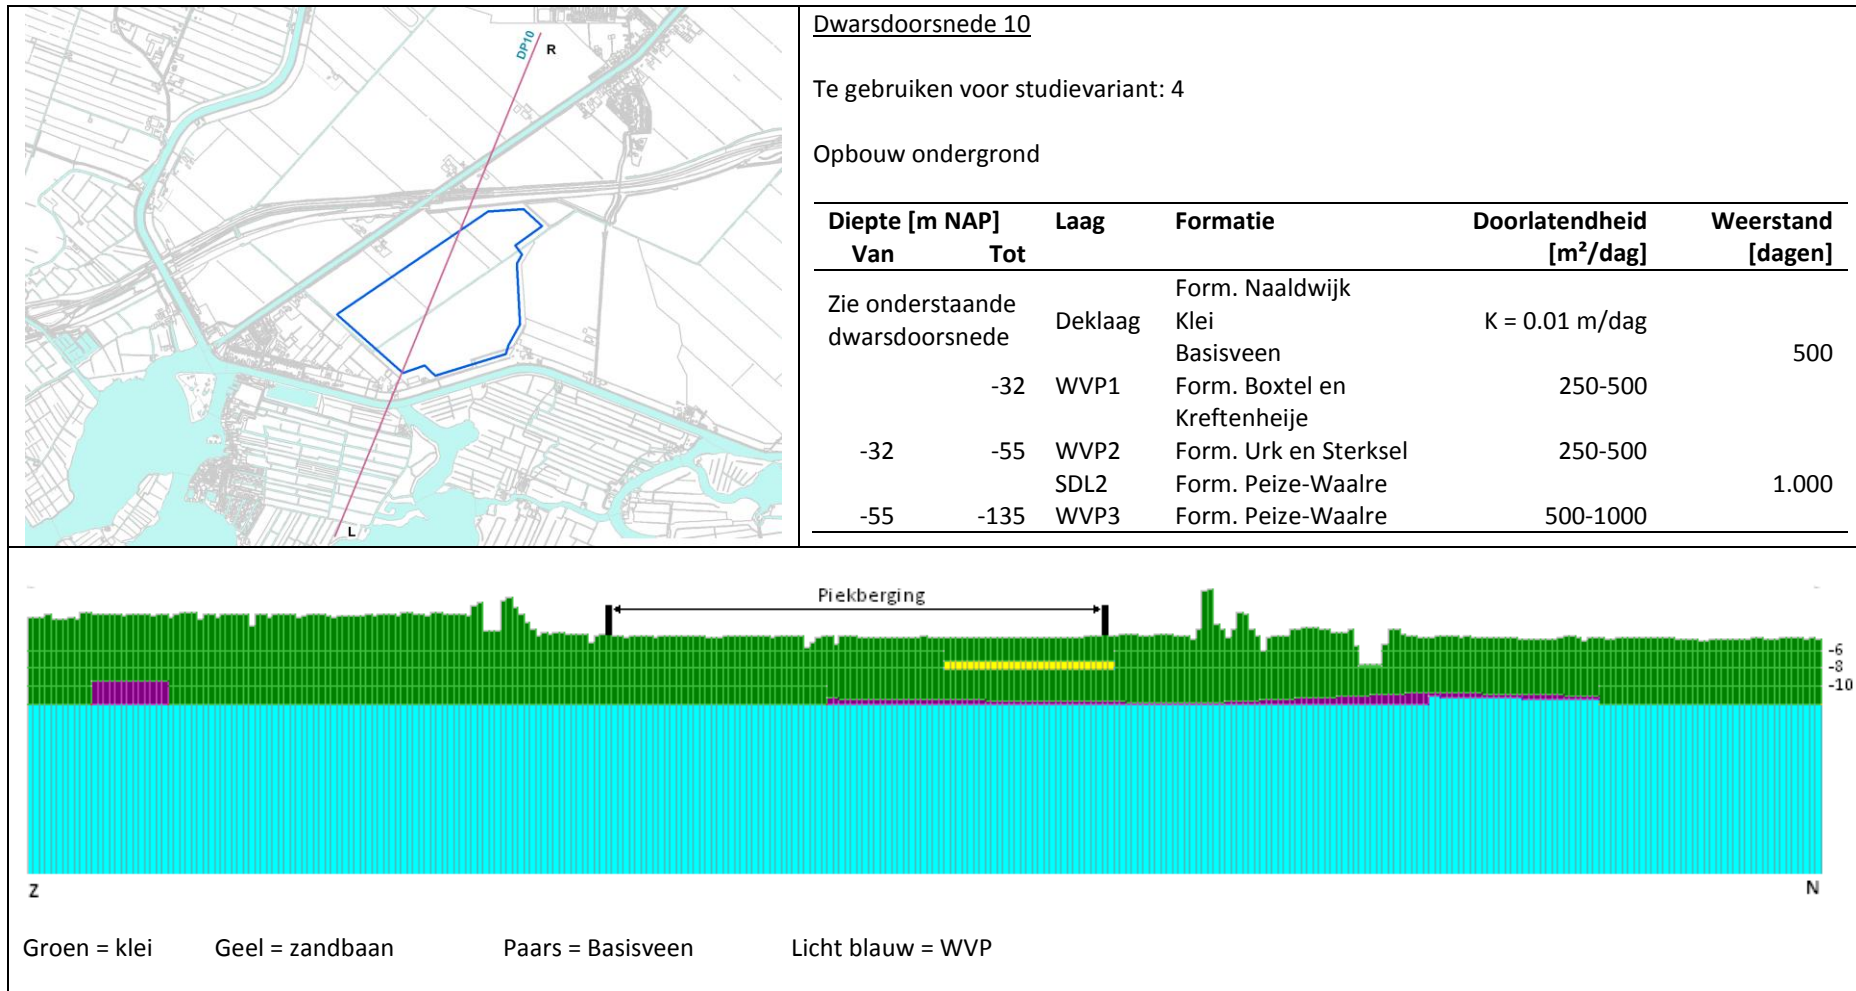 DP10
R
L
Dwarsdoorsnede 10
Te gebruiken voor studievariant: 4
Opbouw ondergrond
Diepte [m NAP] Laag Formatie Doorlatendheid Weerstand
Van Tot [m²/dag] [dagen]
Zie onderstaande dwarsdoorsnede Deklaag Form. Naaldwijk
Klei K = 0.01 m/dag
Basisveen 500
-32 WVP1 Form. Boxtel en 250-500
Kreftenheije
-32 -55 WVP2 Form. Urk en Sterksel 250-500
SDL2 Form. Peize-Waalre 1.000
-55 -135 WVP3 Form. Peize-Waalre 500-1000
Piekberging
-6
-8
-10
Z N
Groen = klei Geel = zandbaan Paars = Basisveen Licht blauw = WVP